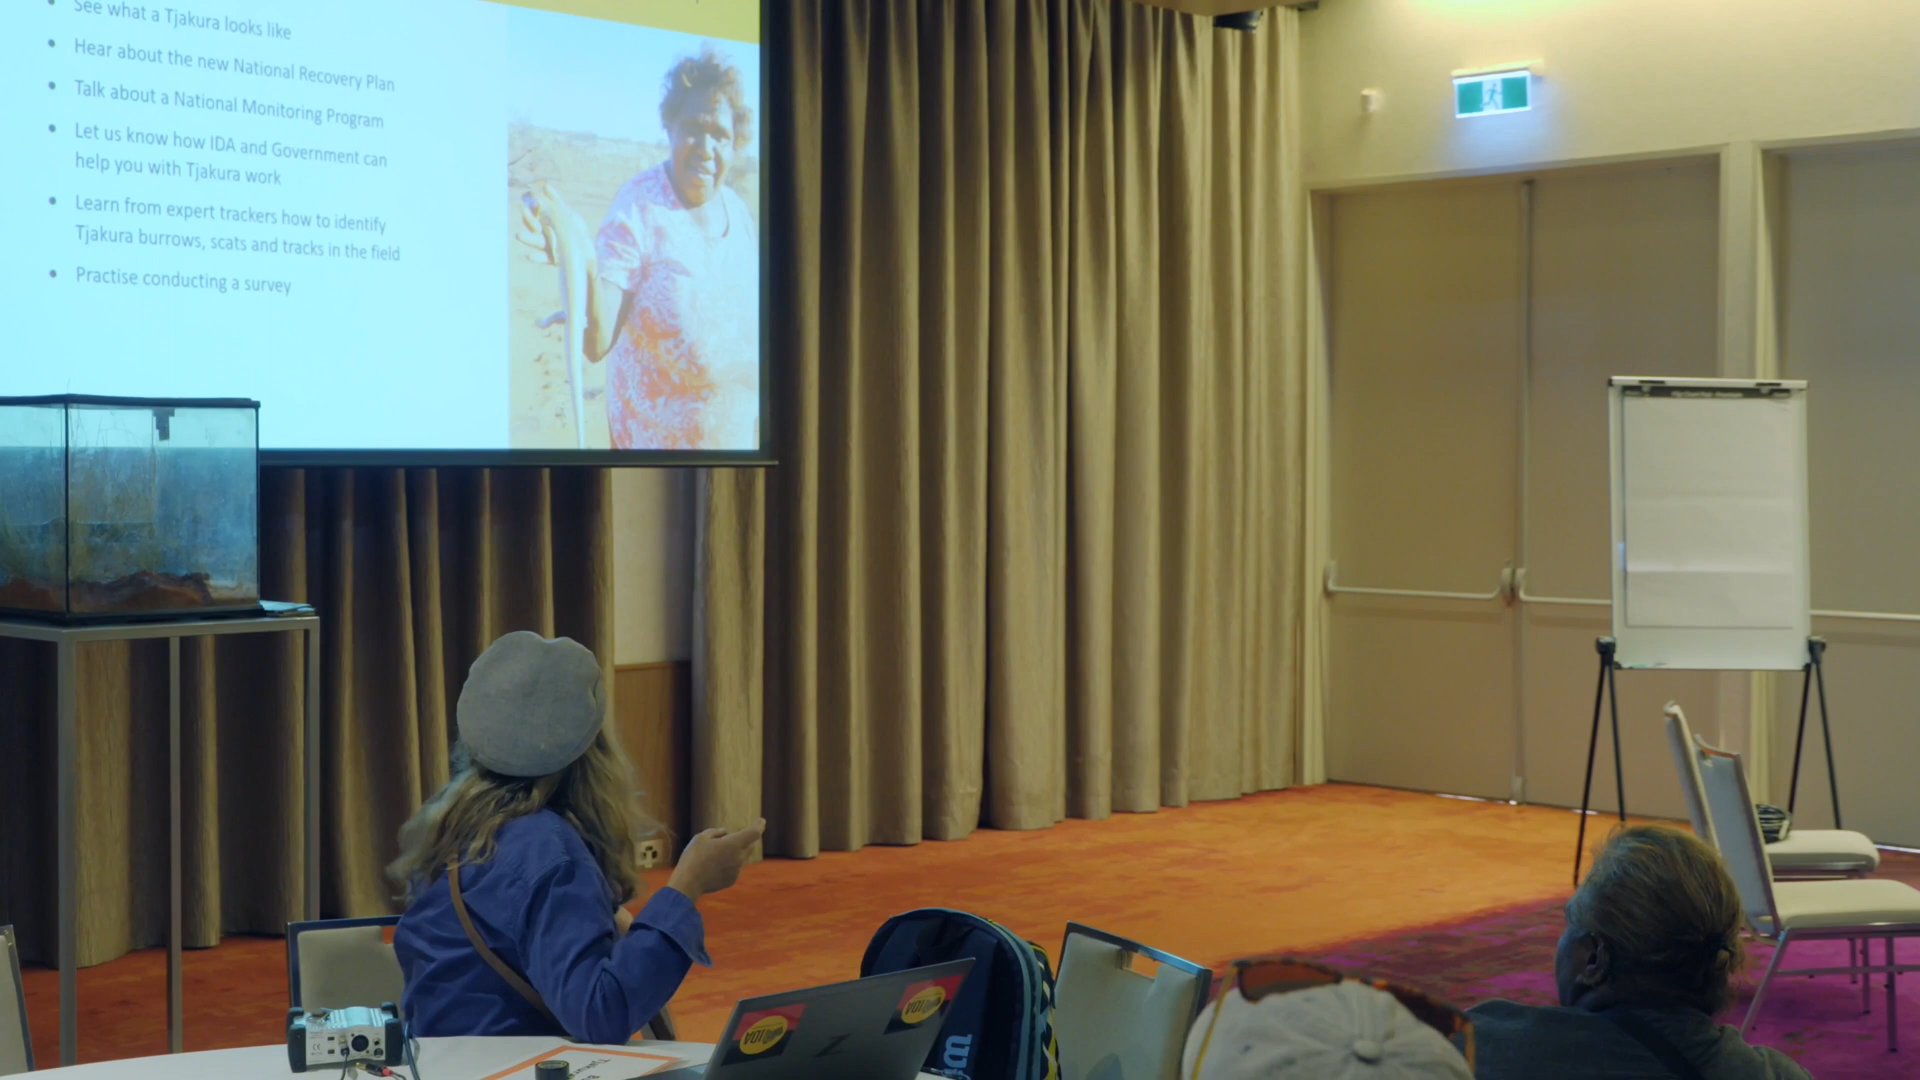 See what a Tjakura looks like
Hear about the new National Recovery Plan
Talk about a National Monitoring Program
Let us know how IDA and Government can
help you with Tjakura work
Learn from expert trackers how to identify
Tjakura burrows, scats and tracks in the field
Practise conducting a survey
IDA
IDA